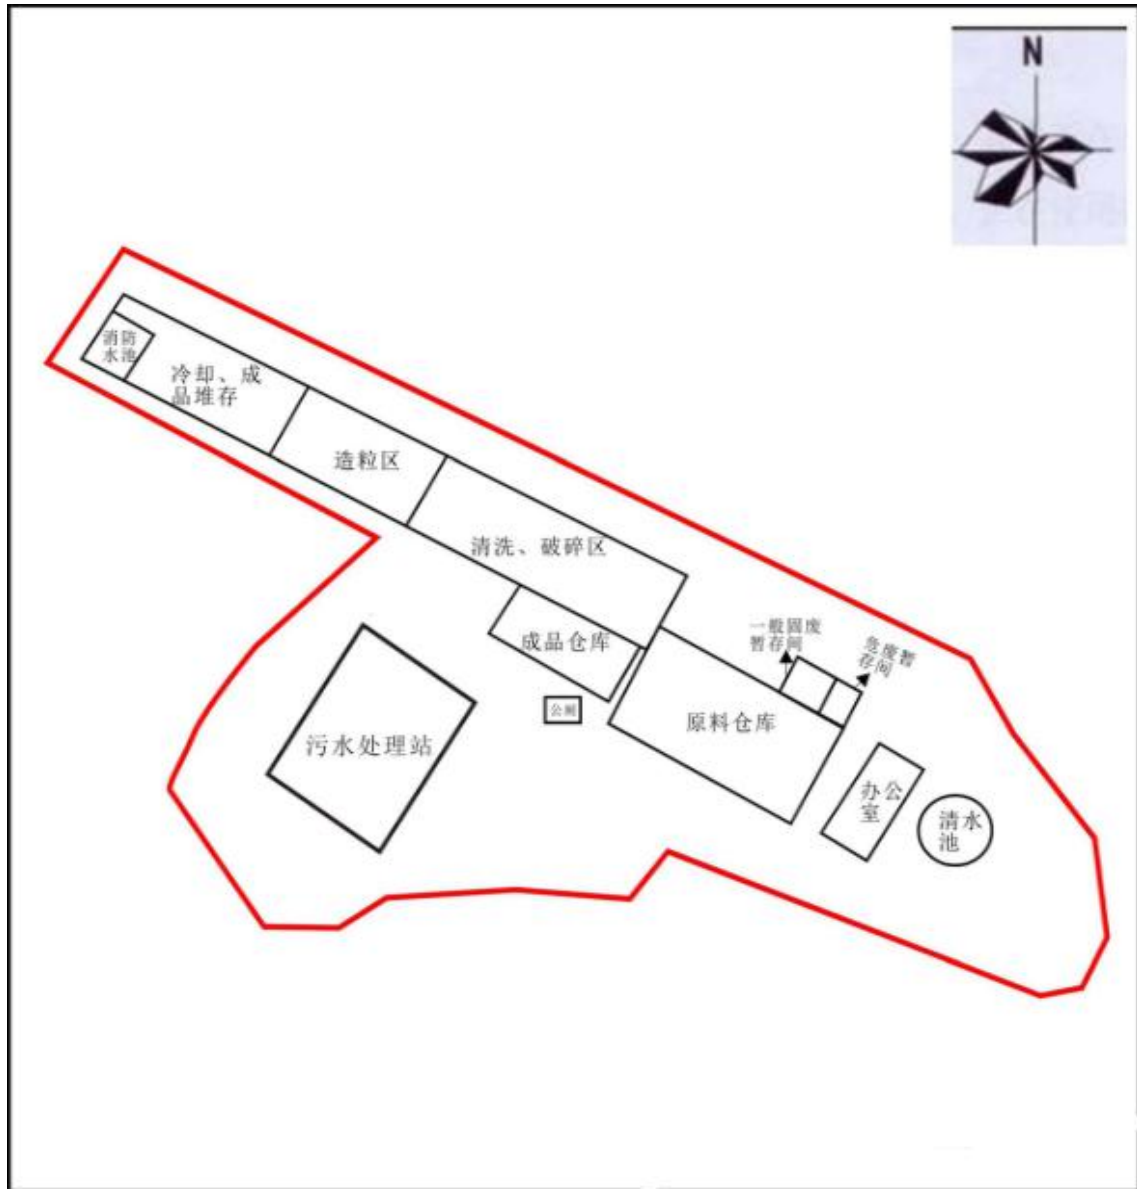 N
消防
水池
冷却、成
品堆存
造粒区
清洗、破碎区
成品仓库
一般固废
暂存间
危废暂
存间
公厕
原料仓库
污水处理站
办公
室
清水
池